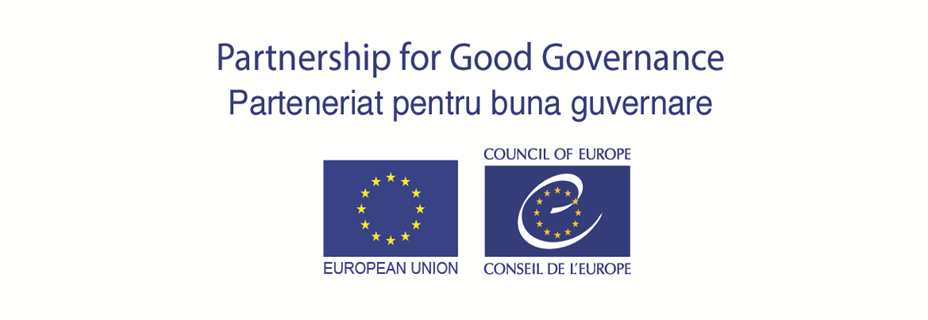 Partnership for Good Governance
Parteneriat pentru buna guvernare
COUNCIL OF EUROPE
EUROPEAN UNION
CONSEIL DE L'EUROPE